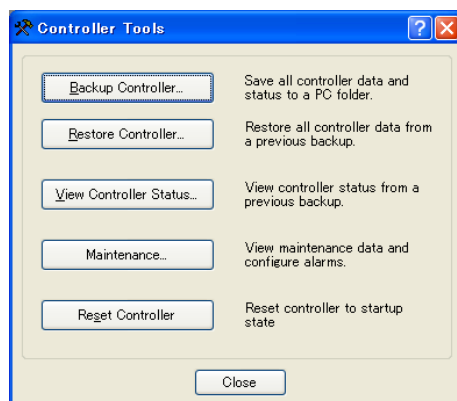 Controller Tools
Backup Controller...
Save all controller data and
status to a PC folder.
Restore Controller...
Restore all controller data from
a previous backup.
View Controller Status...
View controller status from a
previous backup.
Maintenance...
View maintenance data and
configure alarms.
Reset Controller
Reset controller to startup
state
Close